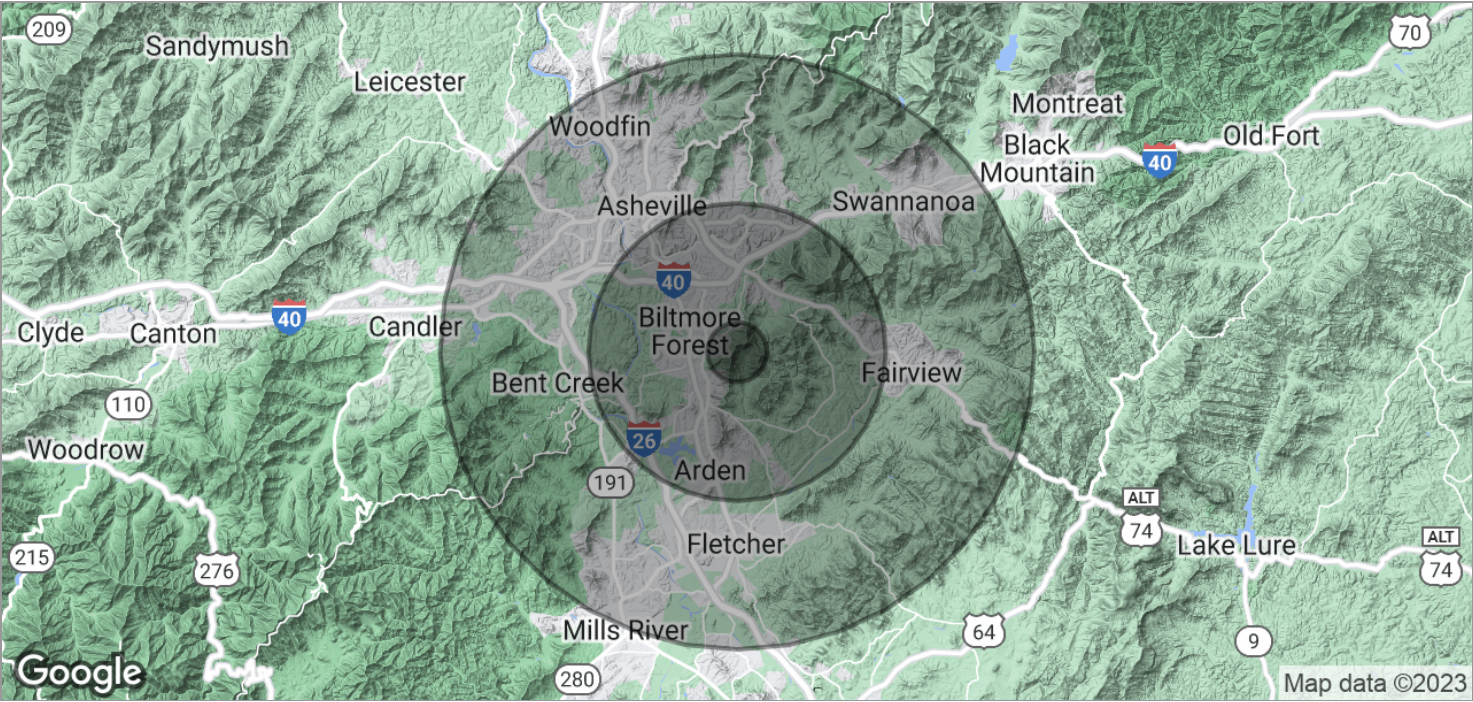 209
Sandymush
70
Leicester
Montreat
Woodfin
Old Fort
Black
Mountain
40
Swannanoa
Asheville
40
Biltmore
Forest
40
Clyde
Canton
Candler
Fairview
Bent Creek
110
26
Woodrow
Arden
191
ALT
74
Fletcher
Lake Lure
ALT
74
215
276
Mills River
64
9
280
Google
Map data ©2023